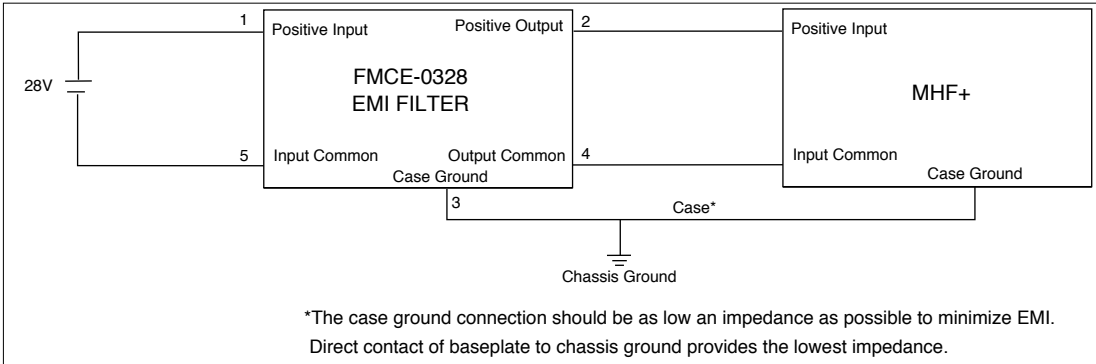 1
Positive Input
Positive Output
2
Positive Input
28V
FMCE-0328
EMI FILTER
MHF+
5
Input Common
Output Common
4
Input Common
Case Ground
Case Ground
3
Case*
Chassis Ground
*The case ground connection should be as low an impedance as possible to minimize EMI.
Direct contact of baseplate to chassis ground provides the lowest impedance.